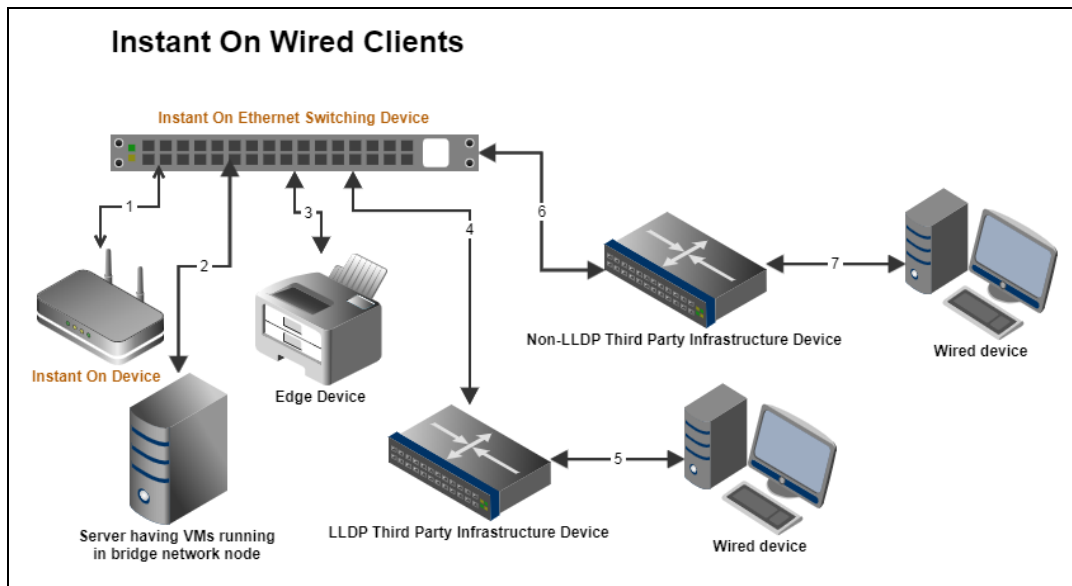 Instant On Wired Clients
Instant On Ethernet Switching Device
1
2
3
4
6
7
Instant On Device
Edge Device
Non-LLDP Third Party Infrastructure Device
Wired device
5
Server having VMs running
in bridge network node
LLDP Third Party Infrastructure Device
Wired device